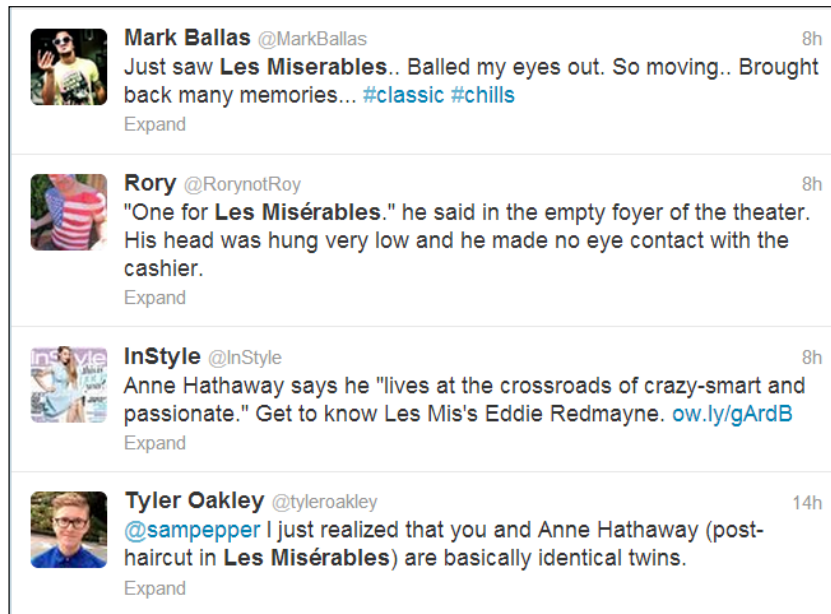 Mark Ballas @MarkBallas 8h
Just saw Les Miserables.. Balled my eyes out. So moving.. Brought
back many memories... #classic #chills
Expand
Rory @RorynotRoy 8h
"One for Les Misérables." he said in the empty foyer of the theater.
His head was hung very low and he made no eye contact with the
cashier.
Expand
InStyle @InStyle 8h
Anne Hathaway says he "lives at the crossroads of crazy-smart and
passionate." Get to know Les Mis's Eddie Redmayne. ow.ly/gArdB
Expand
Tyler Oakley @tyleroakley 14h
@sampepper I just realized that you and Anne Hathaway (post-
haircut in Les Misérables) are basically identical twins.
Expand